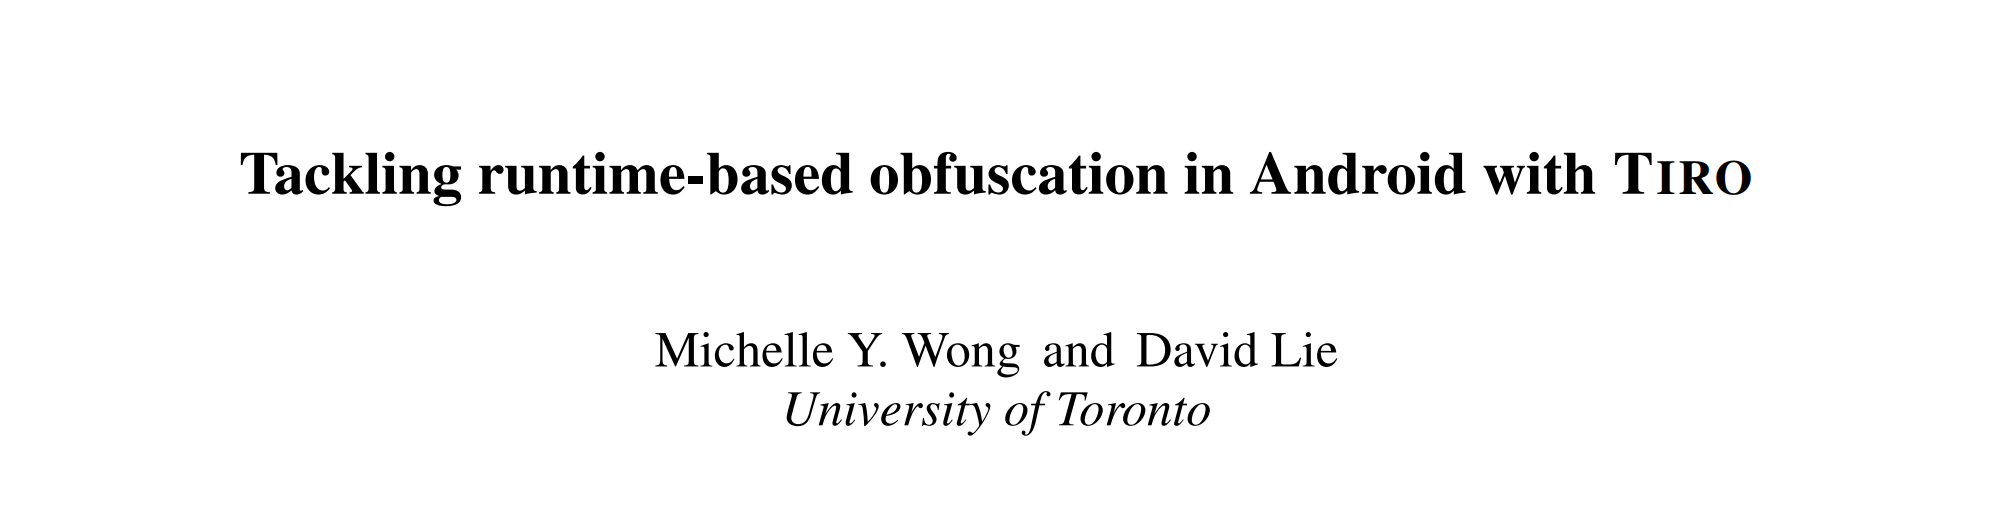 Tackling runtime-based obfuscation in Android with TIRO
Michelle Y. Wong and David Lie
University of Toronto